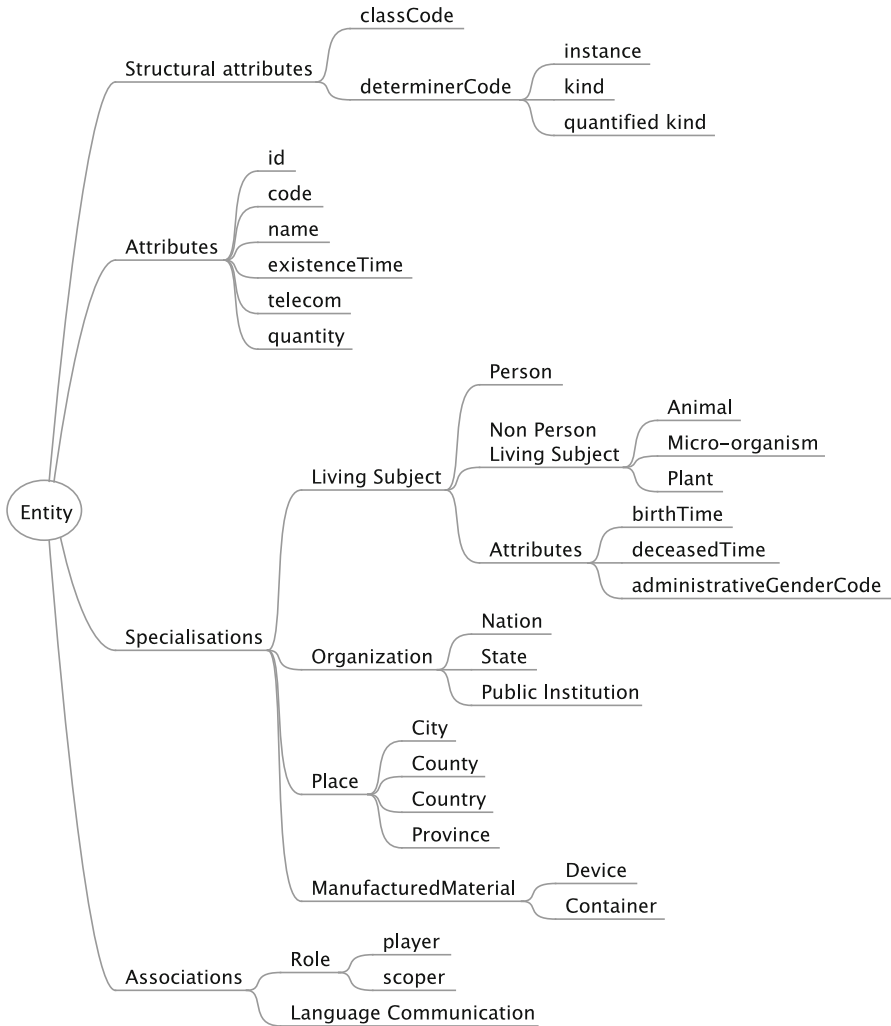 classCode
Structural attributes
instance
determinerCode
kind
quantified kind
id
code
name
Attributes
existenceTime
telecom
quantity
Person
Animal
Non Person
Living Subject
Micro-organism
Living Subject
Plant
Entity
birthTime
Attributes
deceasedTime
administrativeGenderCode
Specialisations
Nation
Organization
State
Public Institution
City
County
Place
Country
Province
Device
ManufacturedMaterial
Container
player
Role
Associations
scoper
Language Communication